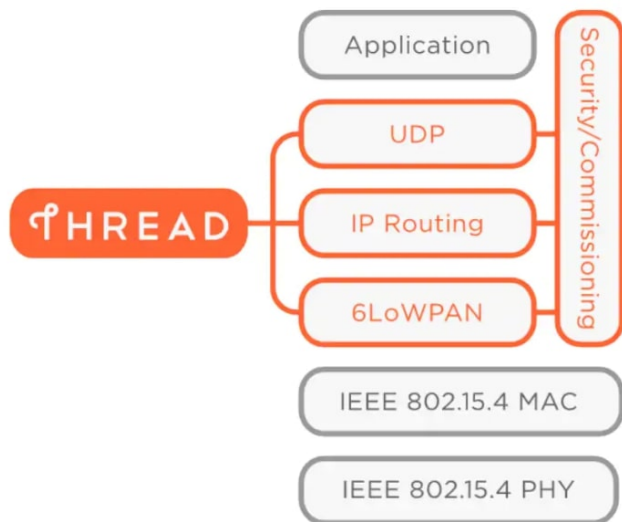 Application
Security/Commissioning
UDP
THREAD
IP Routing
6LoWPAN
IEEE 802.15.4 MAC
IEEE 802.15.4 PHY